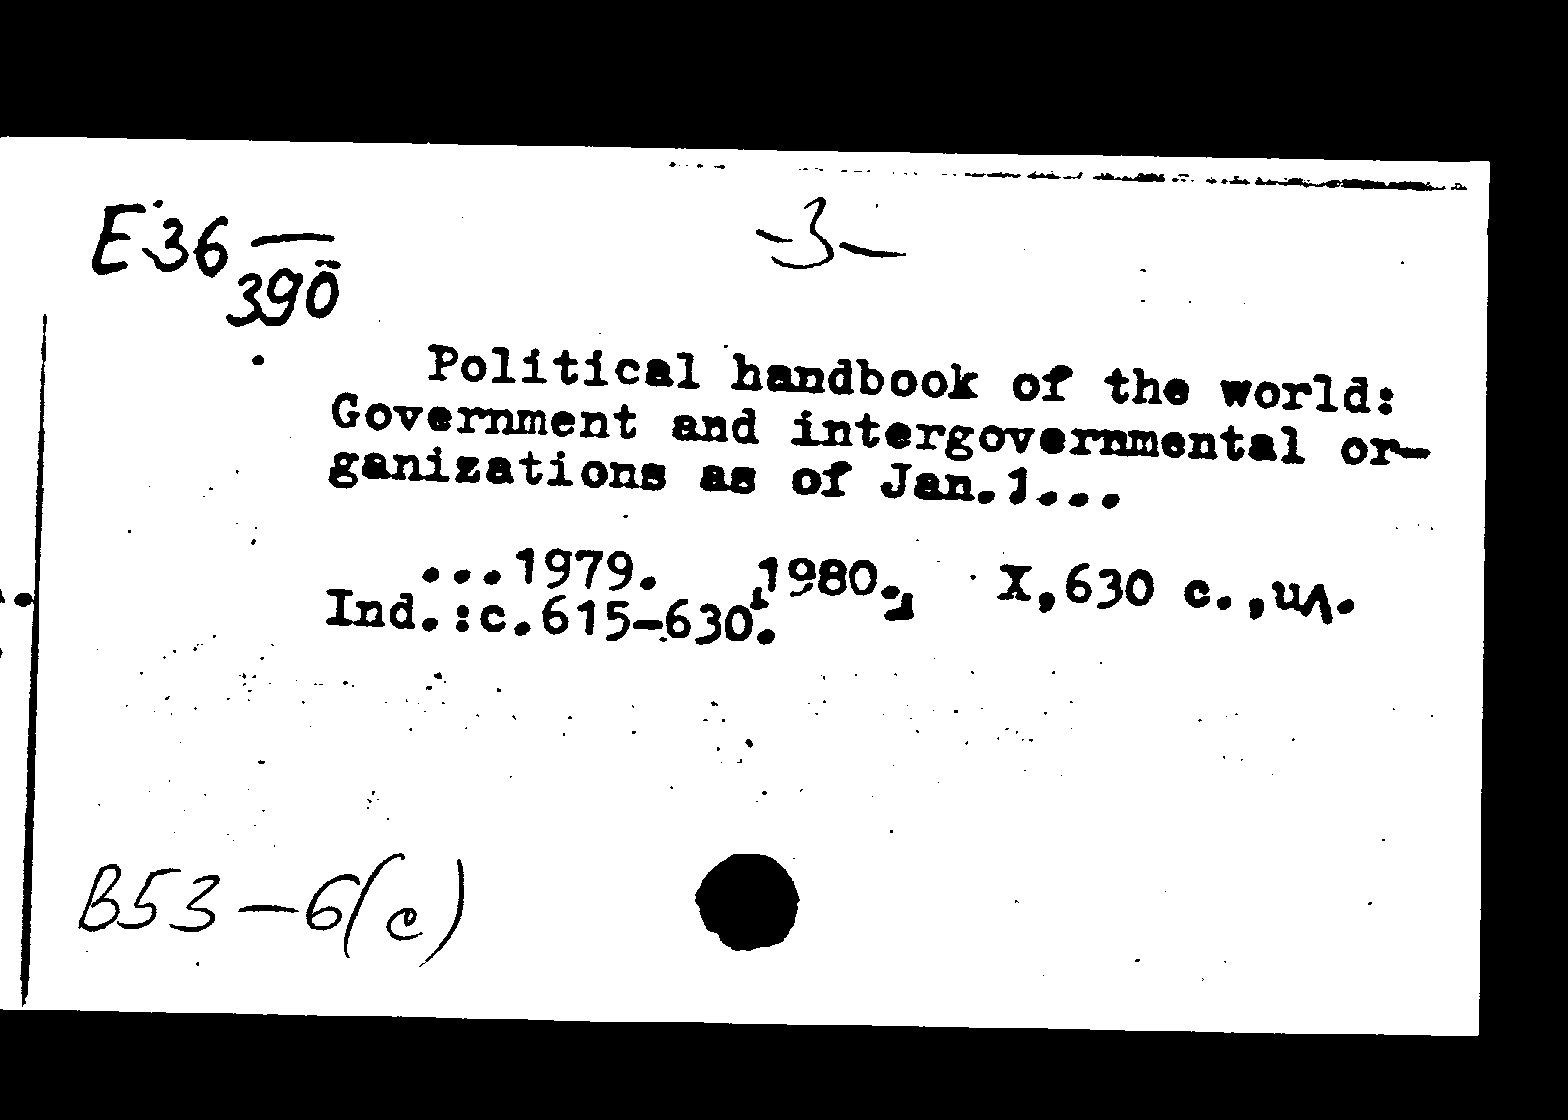 E36 —
390
-3-
Political handbook of the world:
Government and intergovernmental or-
ganizations as of Jan.1...
...1979. 1980. X,630 с.,ил.
Ind.:с.615-630.
B53-6(c)